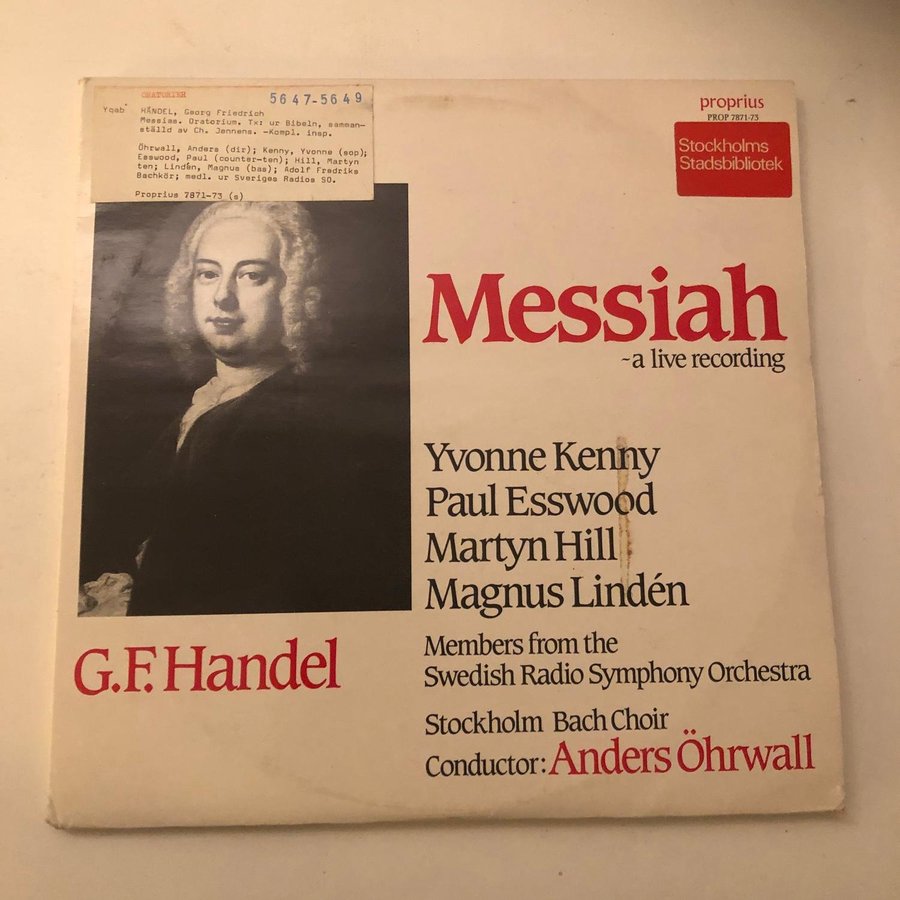 ORATORIER
5647-5649
Yqab
HÄNDEL, Georg Friedrich
Messias. Oratorium. Tx: ur Bibeln, samman-
ställd av Ch. Jennens. -Kompl. insp.
Öhrwall, Anders (dir); Kenny, Yvonne (sop);
Esswood, Paul (counter-ten); Hill, Martyn
ten; Lindén, Magnus (bas); Adolf Fredriks
Bachkör; medl. ur Sveriges Radios SO.
Proprius 7871-73 (s)
proprius
PROP 7871-73
Stockholms
Stadsbibliotek
Messiah
~a live recording
Yvonne Kenny
Paul Esswood
Martyn Hill
Magnus Lindén
G.F. Handel
Members from the
Swedish Radio Symphony Orchestra
Stockholm Bach Choir
Conductor: Anders Öhrwall